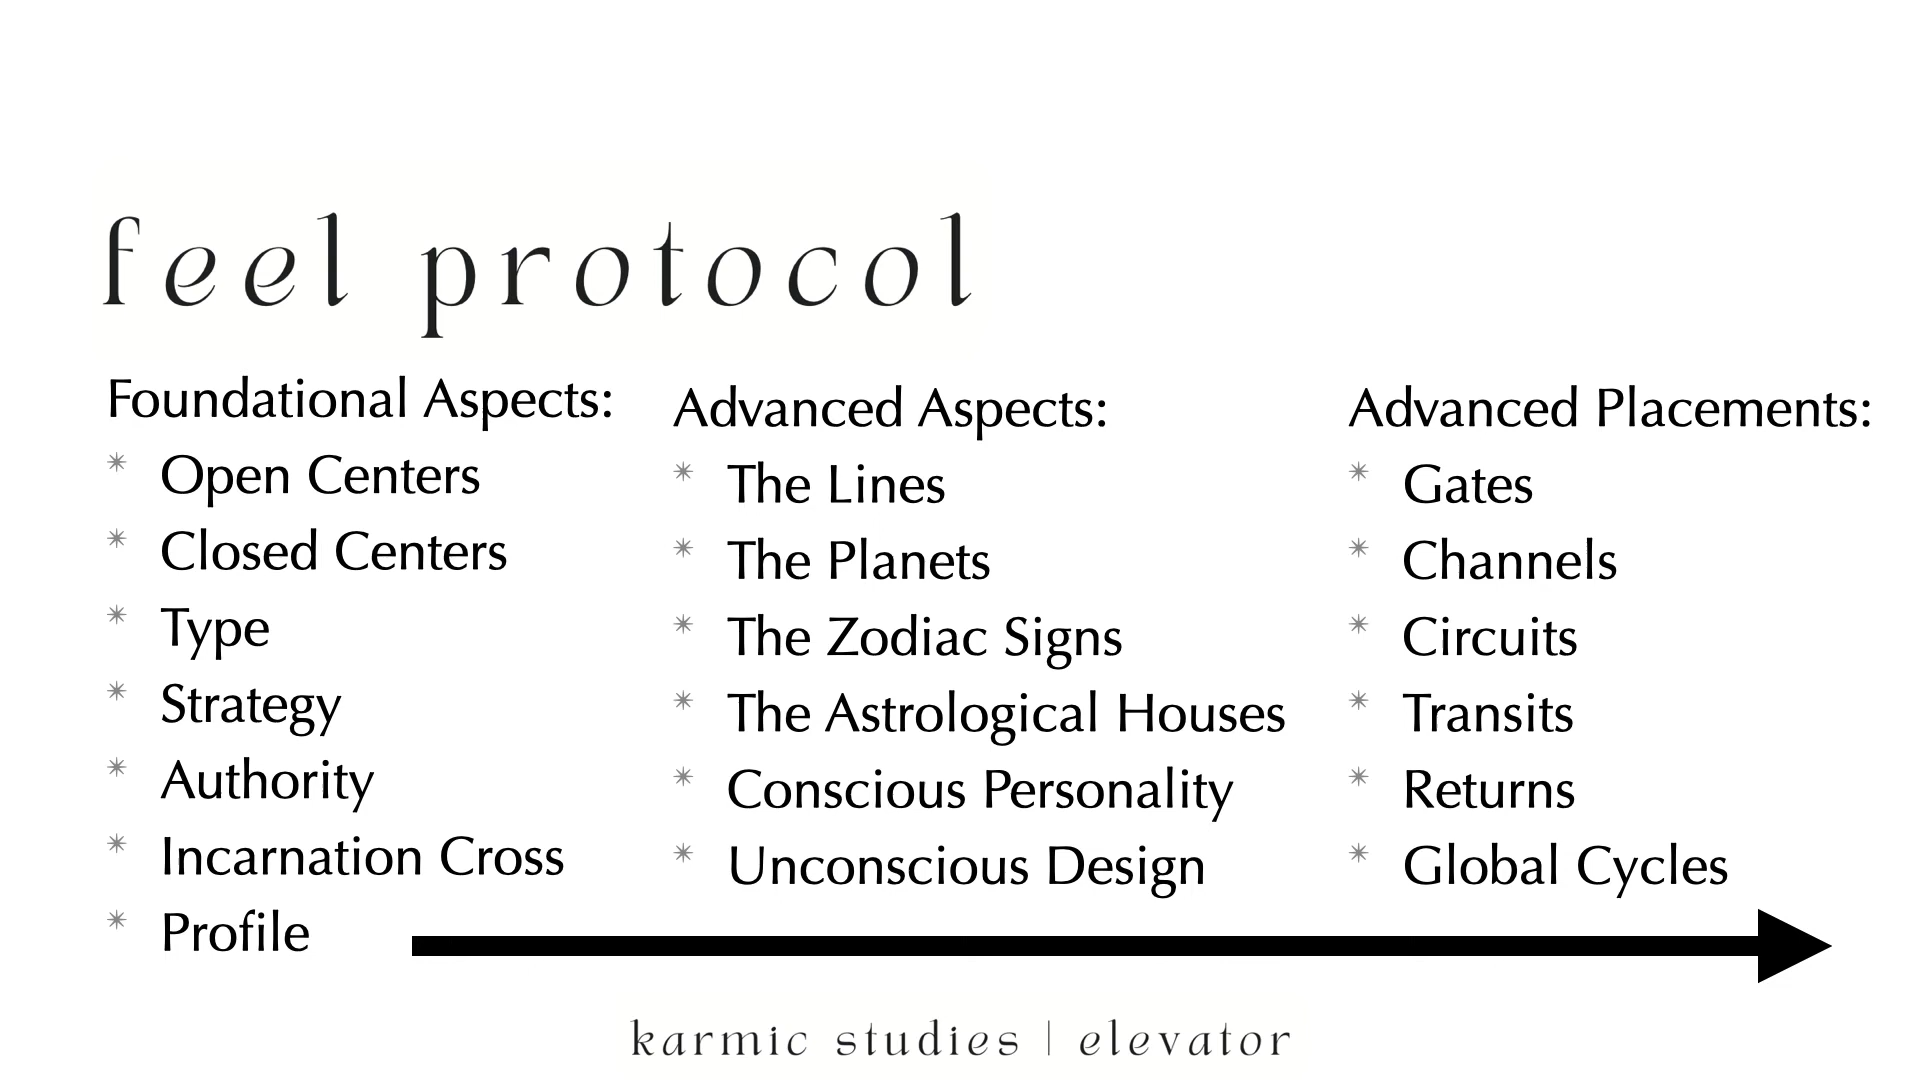 feel protocol
Foundational Aspects:
* Open Centers
* Closed Centers
* Type
* Strategy
* Authority
* Incarnation Cross
* Profile
Advanced Aspects:
* The Lines
* The Planets
* The Zodiac Signs
* The Astrological Houses
* Conscious Personality
* Unconscious Design
Advanced Placements:
* Gates
* Channels
* Circuits
* Transits
* Returns
* Global Cycles
karmic studies | elevator